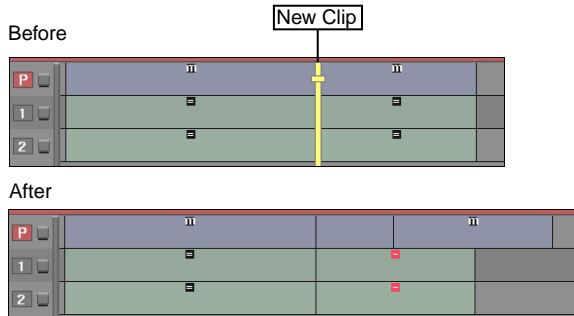 New Clip
Before
m m
P
1 = =
2 = =
After
m m
P
1 = -
2 = -